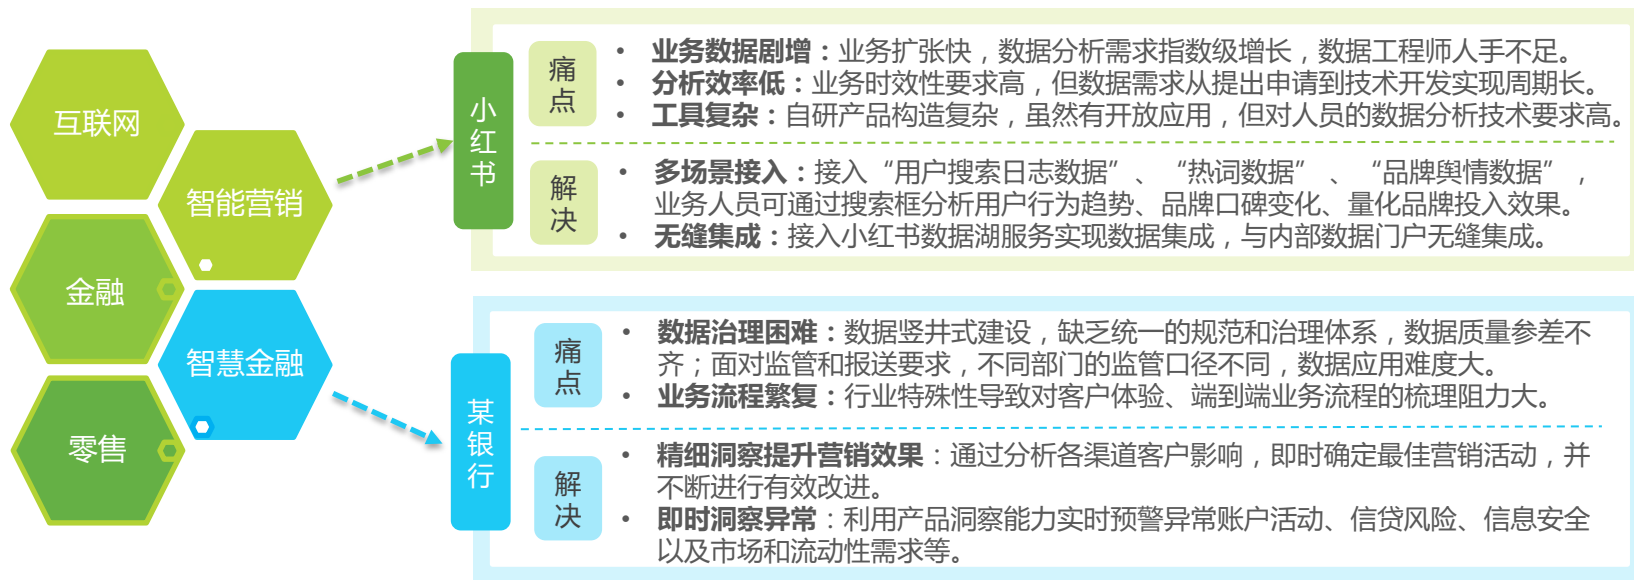 互联网
智能营销
金融
智慧金融
零售
小红书
痛点
• 业务数据剧增：业务扩张快，数据分析需求指数级增长，数据工程师人手不足。
• 分析效率低：业务时效性要求高，但数据需求从提出申请到技术开发实现周期长。
• 工具复杂：自研产品构造复杂，虽然有开放应用，但对人员的数据分析技术要求高。
解决
• 多场景接入：接入“用户搜索日志数据”、“热词数据”、“品牌舆情数据”，
业务人员可通过搜索框分析用户行为趋势、品牌口碑变化、量化品牌投入效果。
• 无缝集成：接入小红书数据湖服务实现数据集成，与内部数据门户无缝集成。
某银行
痛点
• 数据治理困难：数据竖井式建设，缺乏统一的规范和治理体系，数据质量参差不
齐；面对监管和报送要求，不同部门的监管口径不同，数据应用难度大。
• 业务流程繁复：行业特殊性导致对客户体验、端到端业务流程的梳理阻力大。
解决
• 精细洞察提升营销效果：通过分析各渠道客户影响，即时确定最佳营销活动，并
不断进行有效改进。
• 即时洞察异常：利用产品洞察能力实时预警异常账户活动、信贷风险、信息安全
以及市场和流动性需求等。